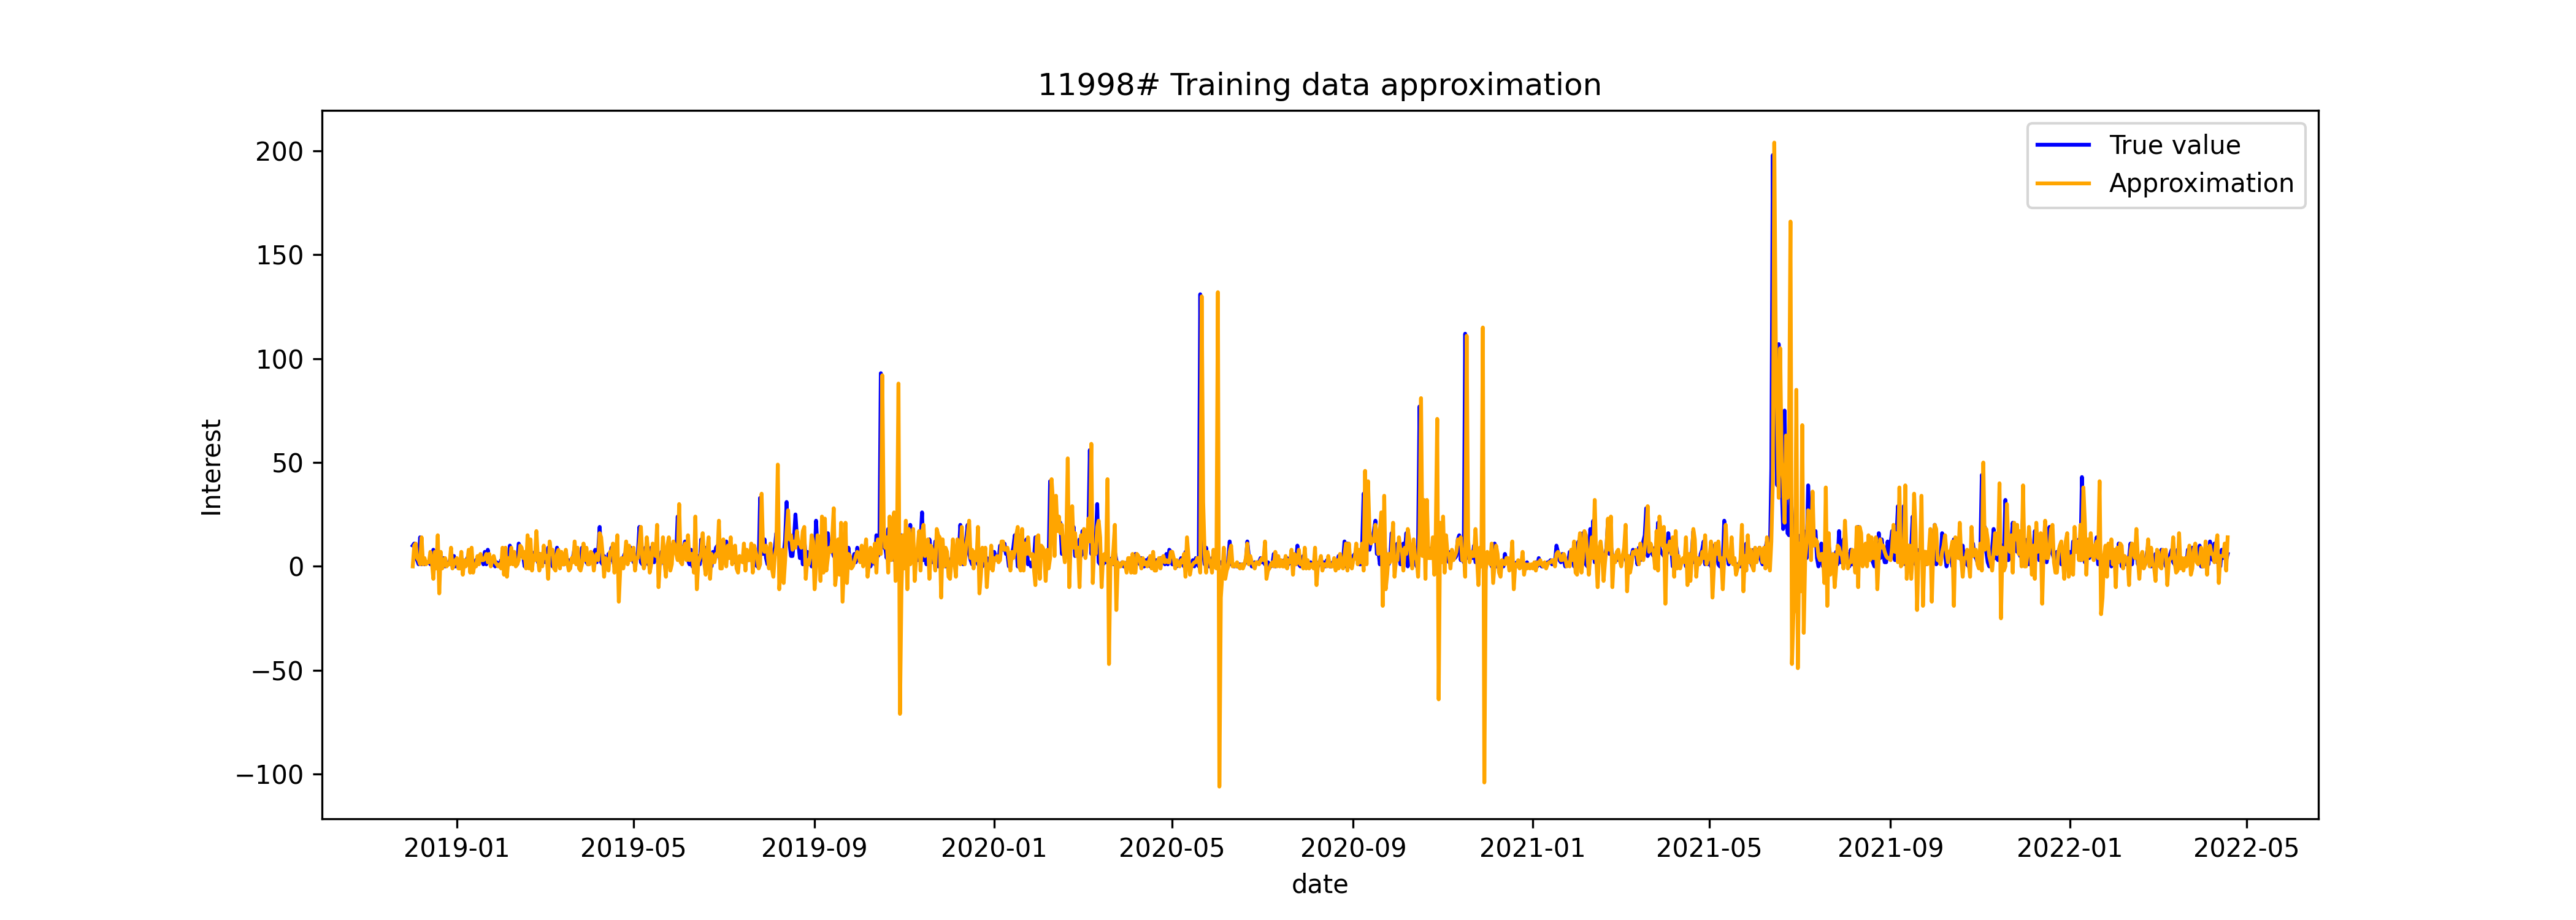 11998# Training data approximation
True value
Approximation
200
150
100
50
0
−50
−100
Interest
2019-01 2019-05 2019-09 2020-01 2020-05 2020-09 2021-01 2021-05 2021-09 2022-01 2022-05
date